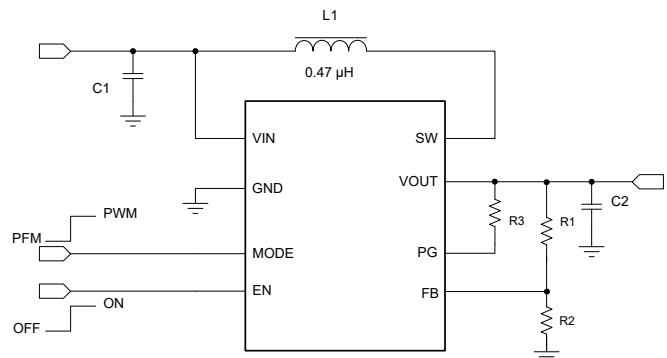 L1
0.47 µH
C1
VIN
SW
GND
VOUT
C2
R3
R1
PWM
PFM
MODE
PG
EN
FB
ON
OFF
R2